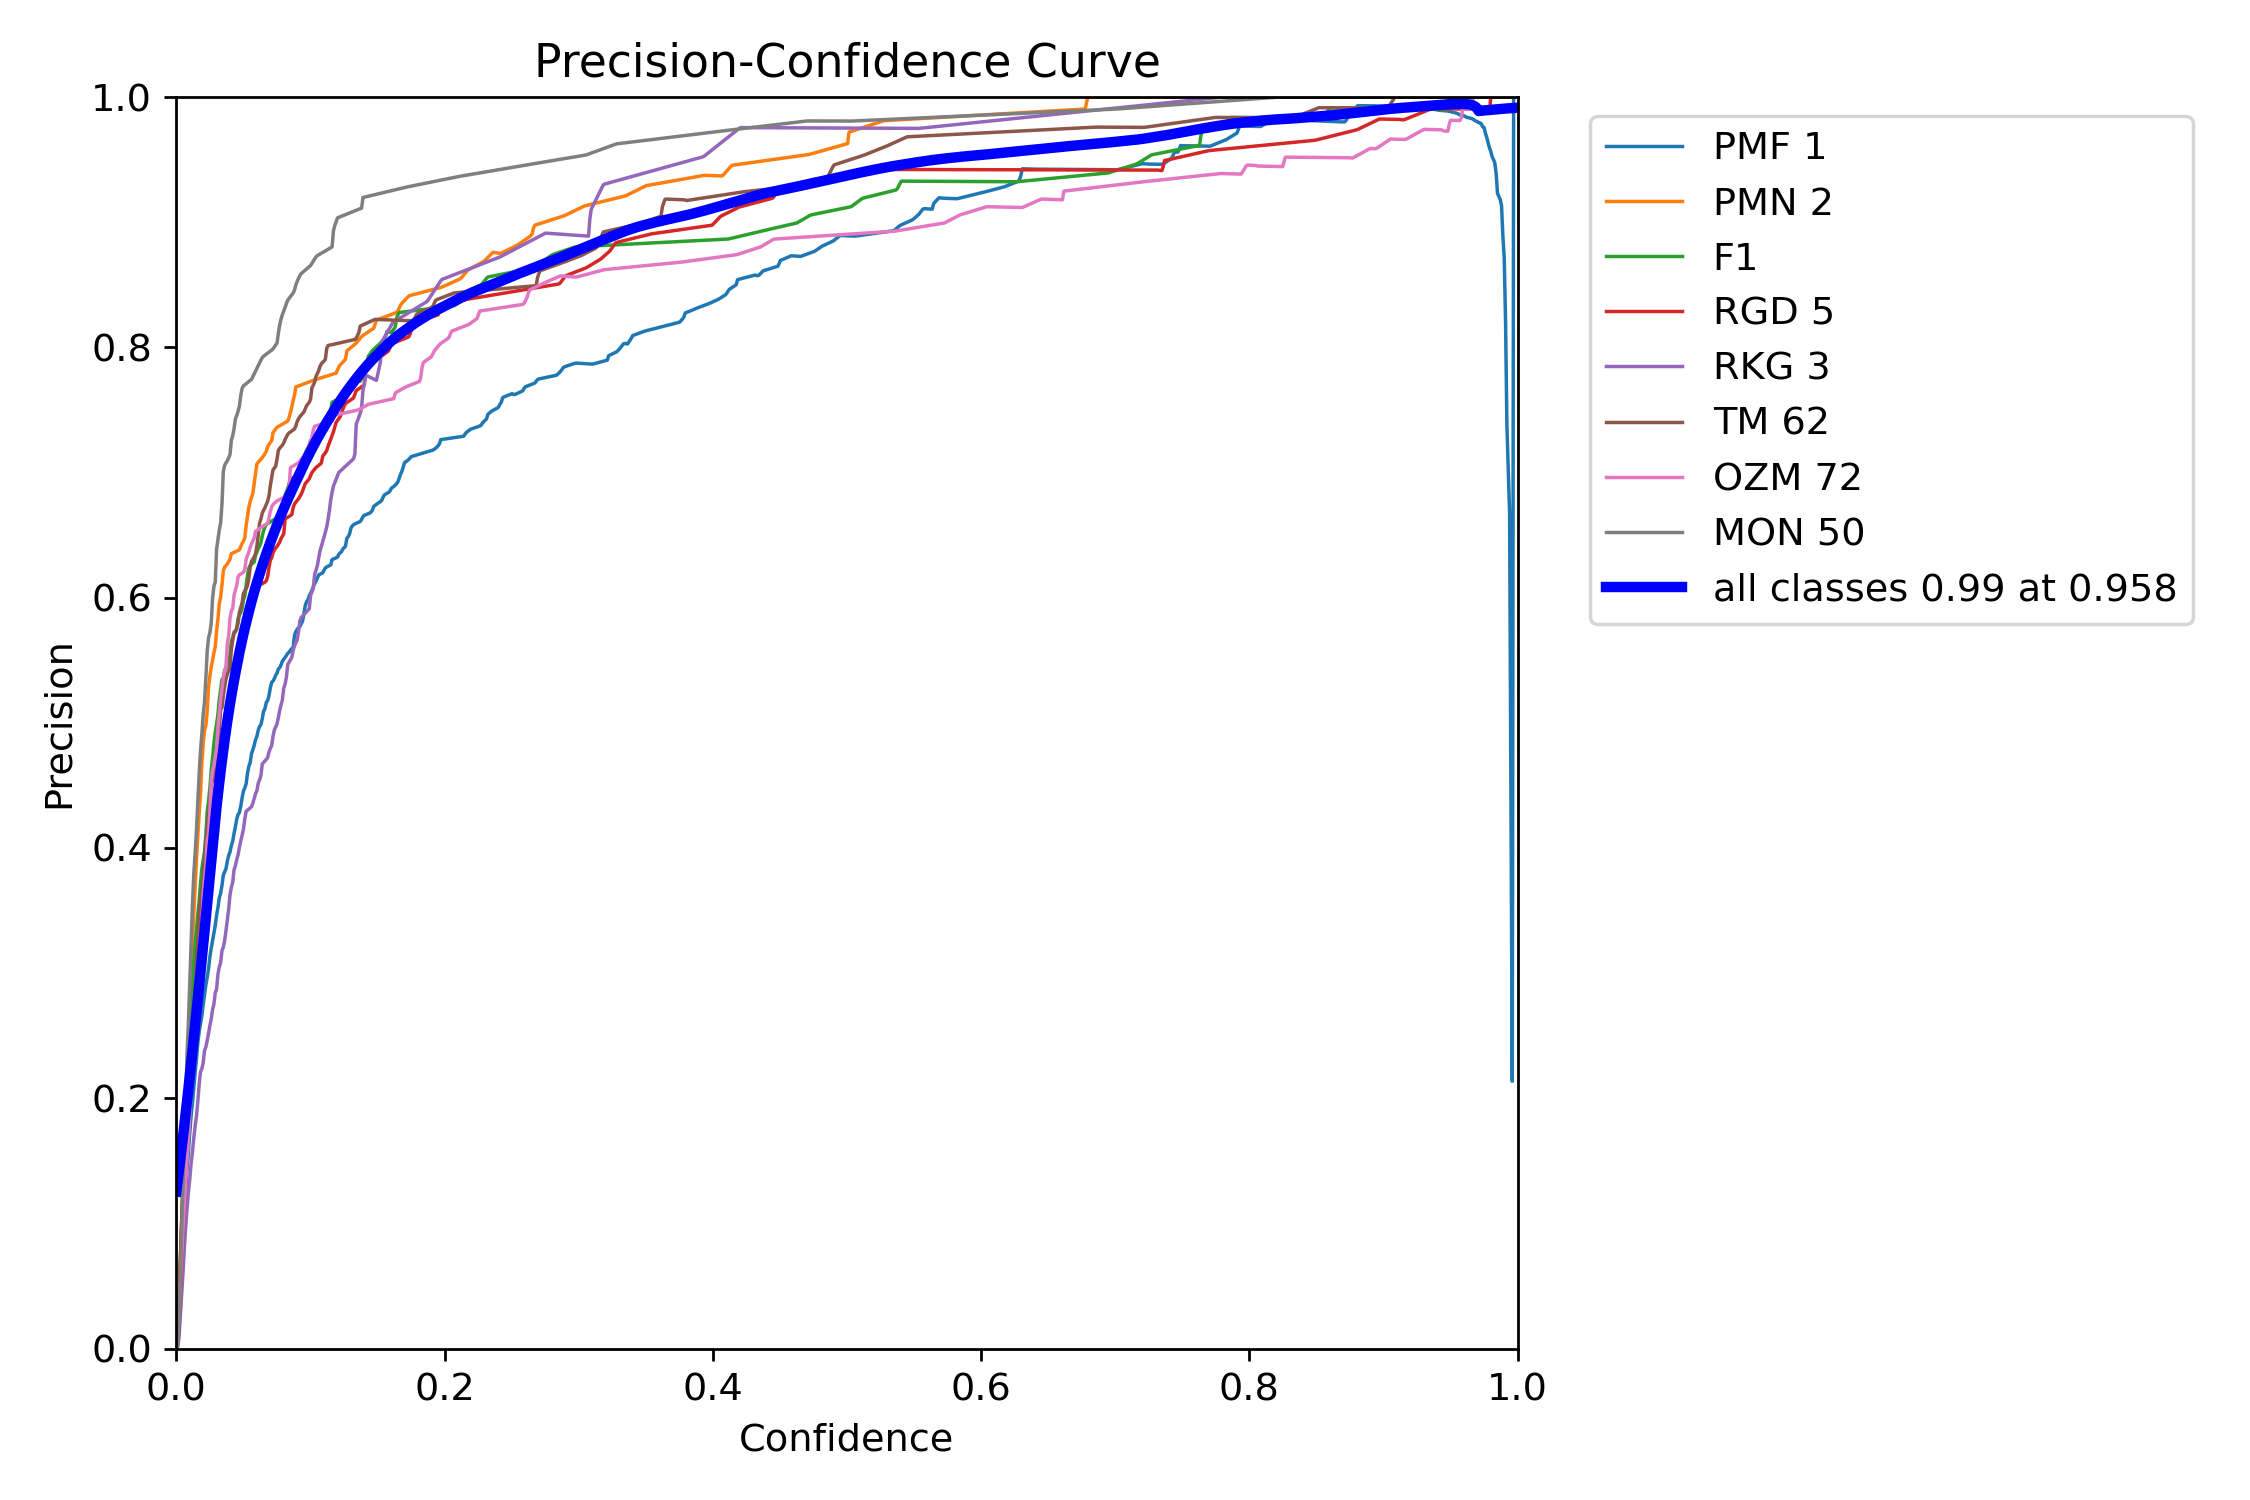 Precision-Confidence Curve
1.0
0.8
0.6
0.4
0.2
0.0
Precision
0.0 0.2 0.4 0.6 0.8 1.0
Confidence
PMF 1
PMN 2
F1
RGD 5
RKG 3
TM 62
OZM 72
MON 50
all classes 0.99 at 0.958